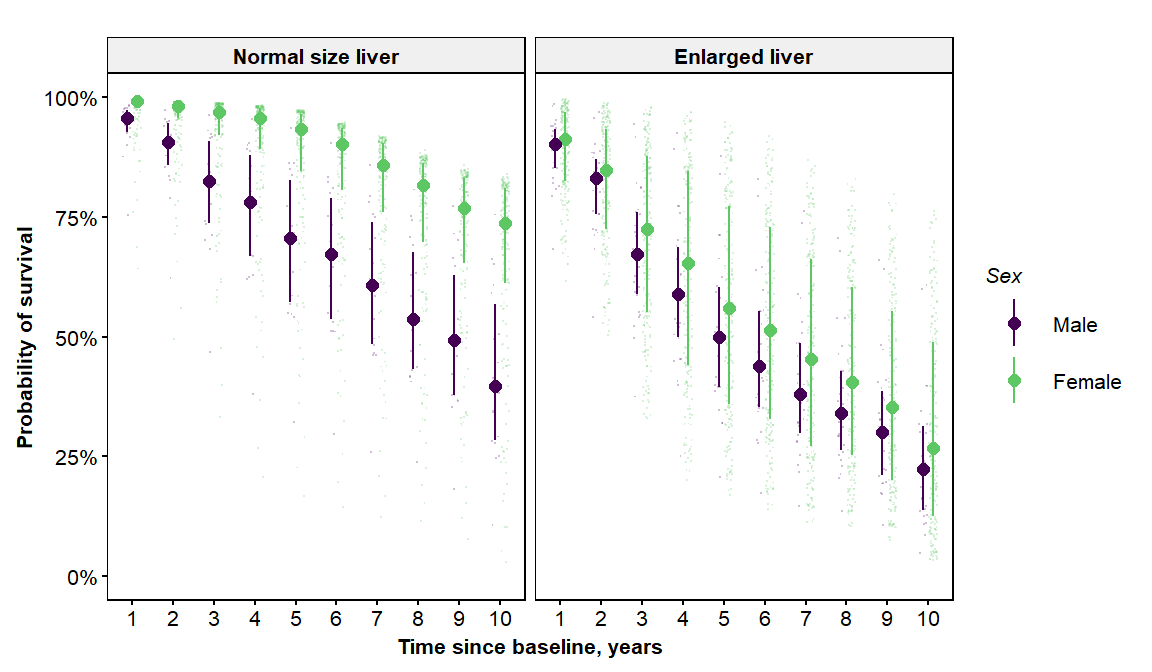 Normal size liver
Enlarged liver
Probability of survival
100%
75%
50%
25%
0%
1 2 3 4 5 6 7 8 9 10
1 2 3 4 5 6 7 8 9 10
Time since baseline, years
Sex
Male
Female